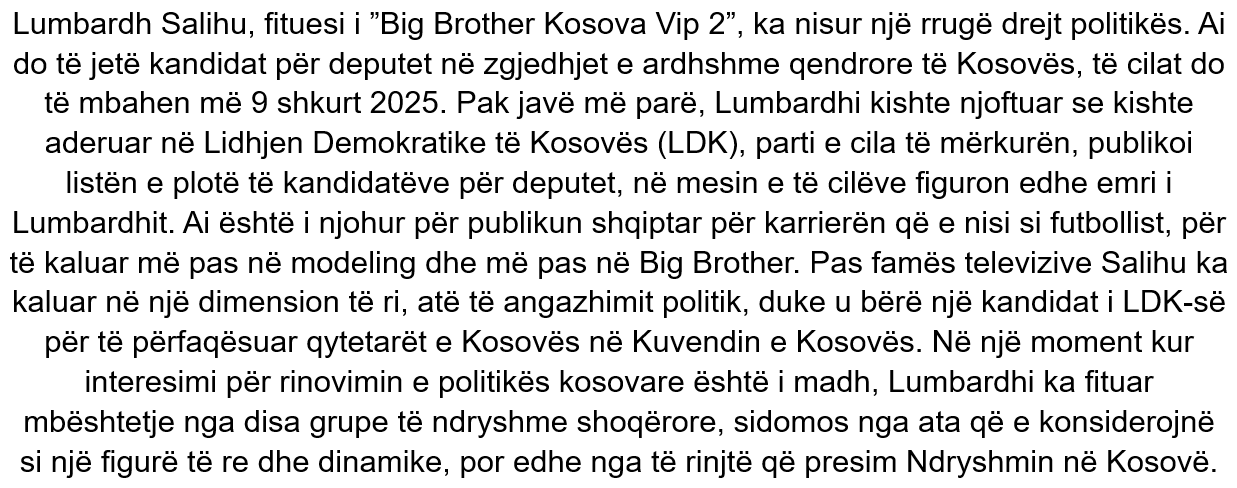 Lumbardh Salihu, fituesi i ”Big Brother Kosova Vip 2”, ka nisur një rrugë drejt politikës. Ai
do të jetë kandidat për deputet në zgjedhjet e ardhshme qendrore të Kosovës, të cilat do
të mbahen më 9 shkurt 2025. Pak javë më parë, Lumbardhi kishte njoftuar se kishte
aderuar në Lidhjen Demokratike të Kosovës (LDK), parti e cila të mërkurën, publikoi
listën e plotë të kandidatëve për deputet, në mesin e të cilëve figuron edhe emri i
Lumbardhit. Ai është i njohur për publikun shqiptar për karrierën që e nisi si futbollist, për
të kaluar më pas në modeling dhe më pas në Big Brother. Pas famës televizive Salihu ka
kaluar në një dimension të ri, atë të angazhimit politik, duke u bërë një kandidat i LDK-së
për të përfaqësuar qytetarët e Kosovës në Kuvendin e Kosovës. Në një moment kur
interesimi për rinovimin e politikës kosovare është i madh, Lumbardhi ka fituar
mbështetje nga disa grupe të ndryshme shoqërore, sidomos nga ata që e konsiderojnë
si një figurë të re dhe dinamike, por edhe nga të rinjtë që presim Ndryshmin në Kosovë.